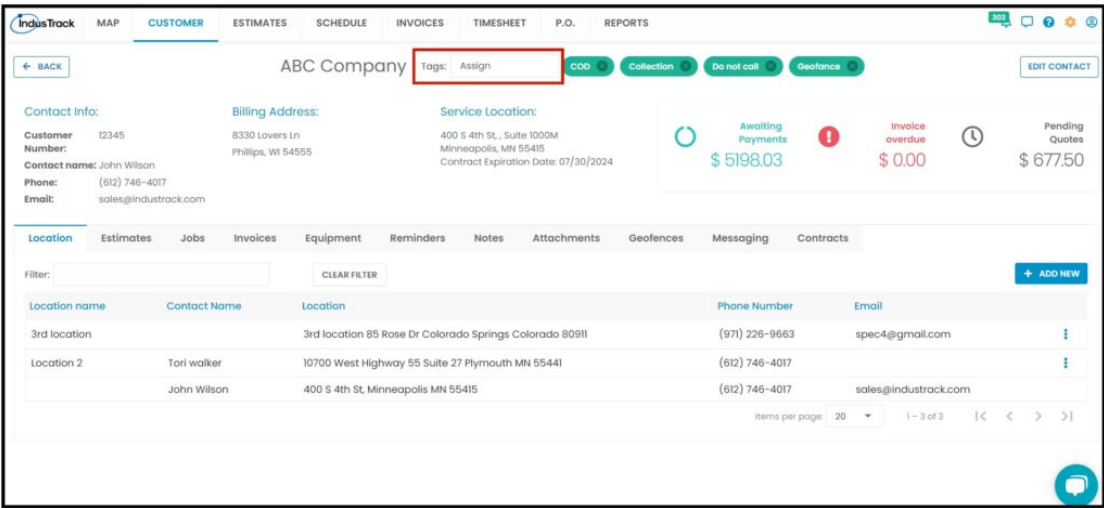 IndusTrack MAP CUSTOMER ESTIMATES SCHEDULE INVOICES TIMESHEET P.O. REPORTS 303
← BACK ABC Company Tags: Assign COD Collection Do not call Geofance EDIT CONTACT
Contact Info: Billing Address: Service Location:
Customer Number: 12345
Contact name: John Wilson
Phone: (612) 746-4017
Email: sales@industrack.com
8330 Lovers Ln
Phillips, WI 54555
400 S 4th St, , Suite 1000M
Minneapolis, MN 55415
Contract Expiration Date: 07/30/2024
Awaiting
Payments
$ 5198.03
Invoice
overdue
$ 0.00
Pending
Quotes
$ 677.50
Location Estimates Jobs Invoices Equipment Reminders Notes Attachments Geofences Messaging Contracts
Filter: CLEAR FILTER + ADD NEW
Location name Contact Name Location Phone Number Email
3rd location 3rd location 85 Rose Dr Colorado Springs Colorado 80911 (971) 226-9663 spec4@gmail.com
Location 2 Tori walker 10700 West Highway 55 Suite 27 Plymouth MN 55441 (612) 746-4017
John Wilson 400 S 4th St, Minneapolis MN 55415 (612) 746-4017 sales@industrack.com
Items per page: 20 1 – 3 of 3